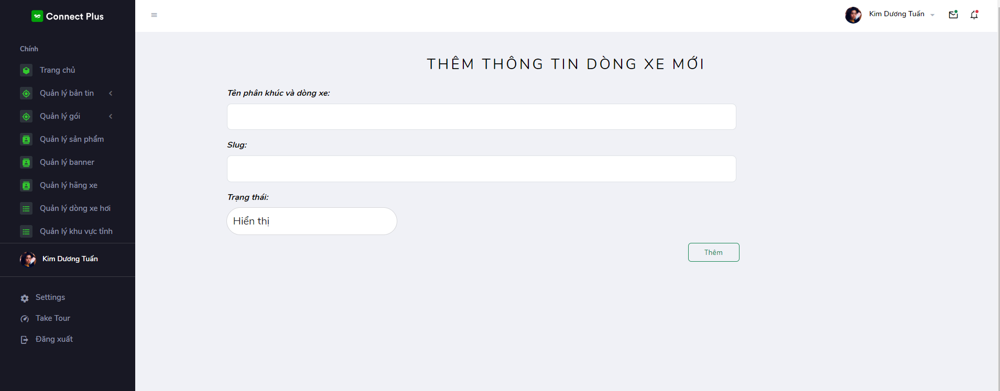 Connect Plus
Kim Dương Tuấn
Chính
Trang chủ
Quản lý bản tin
Quản lý gói
Quản lý sản phẩm
Quản lý banner
Quản lý hãng xe
Quản lý dòng xe hơi
Quản lý khu vực tỉnh
Kim Dương Tuấn
Settings
Take Tour
Đăng xuất
THÊM THÔNG TIN DÒNG XE MỚI
Tên phân khúc và dòng xe:
Slug:
Trạng thái:
Hiển thị
Thêm